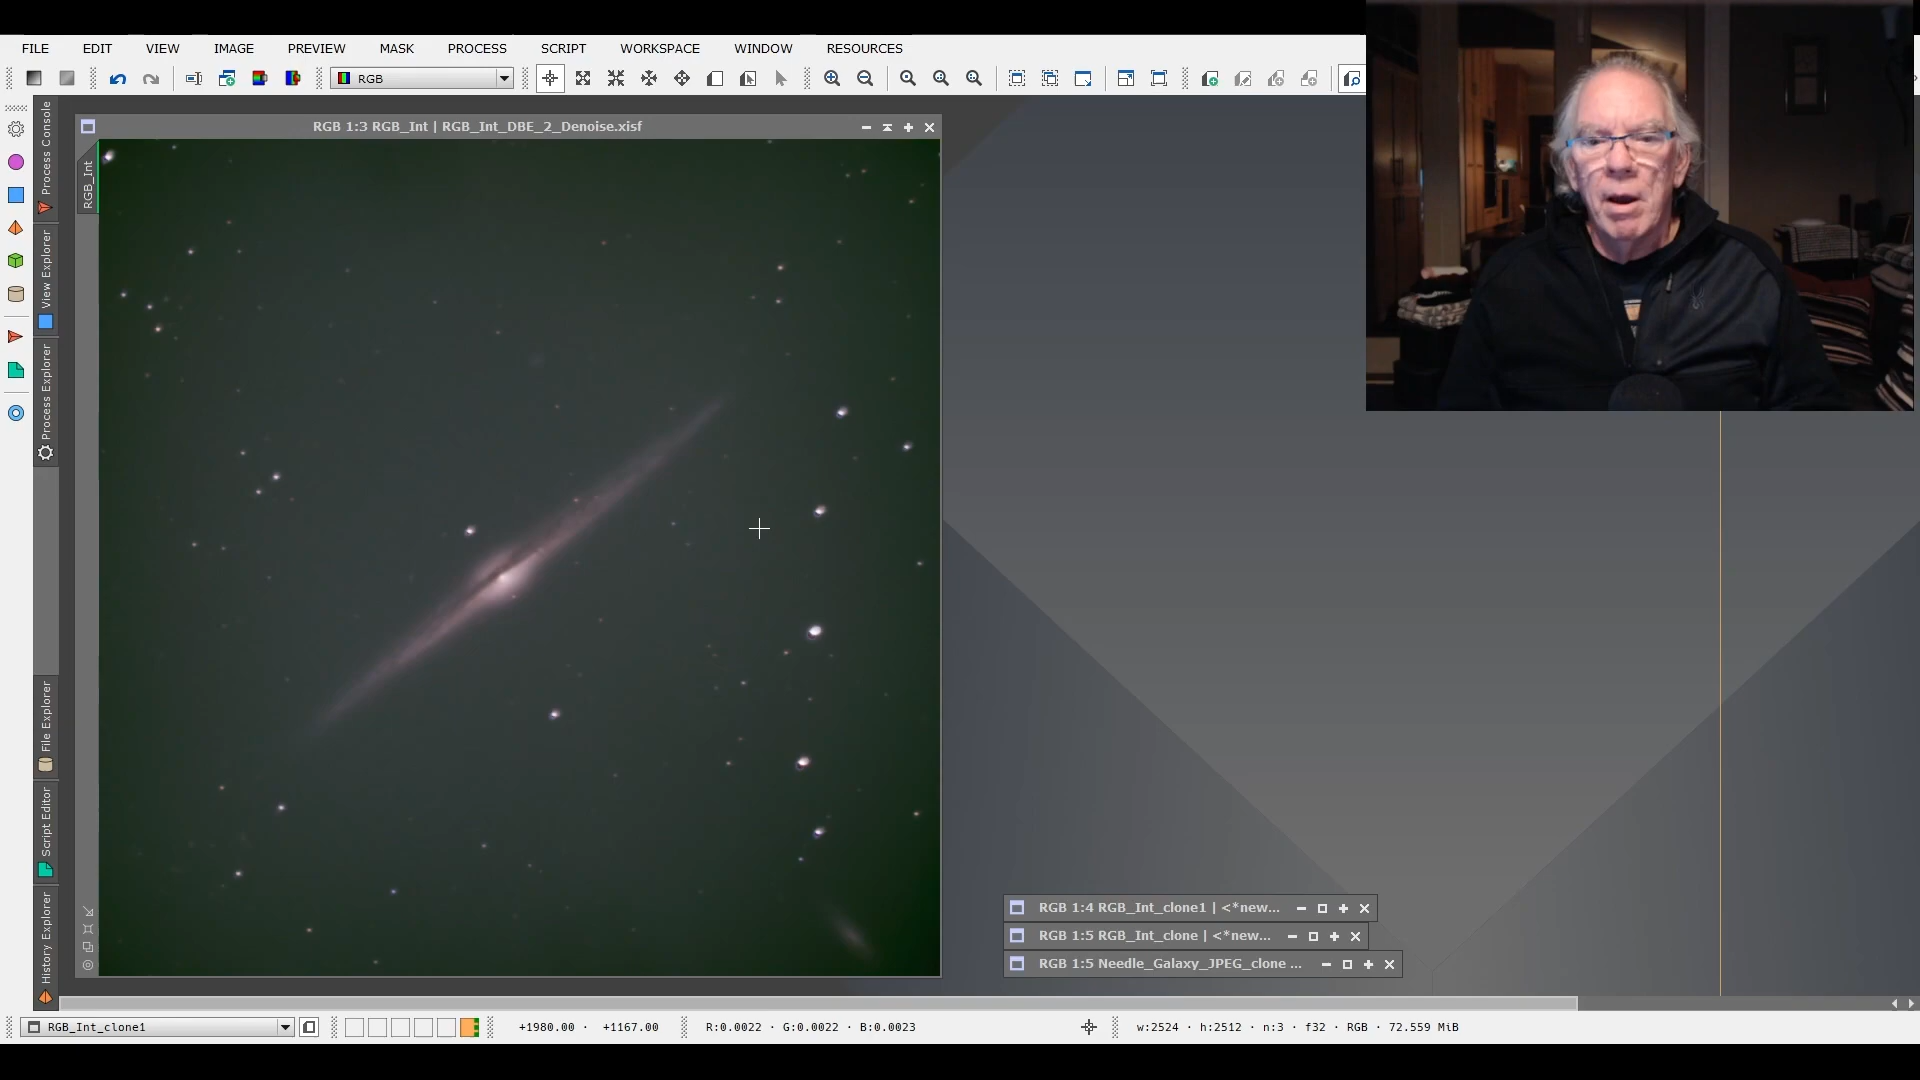 FILE EDIT VIEW IMAGE PREVIEW MASK PROCESS SCRIPT WORKSPACE WINDOW RESOURCES
RGB
RGB 1:3 RGB_Int | RGB_Int_DBE_2_Denoise.xisf
RGB_Int
Process Console
View Explorer
Process Explorer
File Explorer
Script Editor
History Explorer
RGB 1:4 RGB_Int_clone1 | <*new...
RGB 1:5 RGB_Int_clone | <*new...
RGB 1:5 Needle_Galaxy_JPEG_clone ...
RGB_Int_clone1 +1980.00 · +1167.00 R:0.0022 · G:0.0022 · B:0.0023 w:2524 · h:2512 · n:3 · f32 · RGB · 72.559 MiB